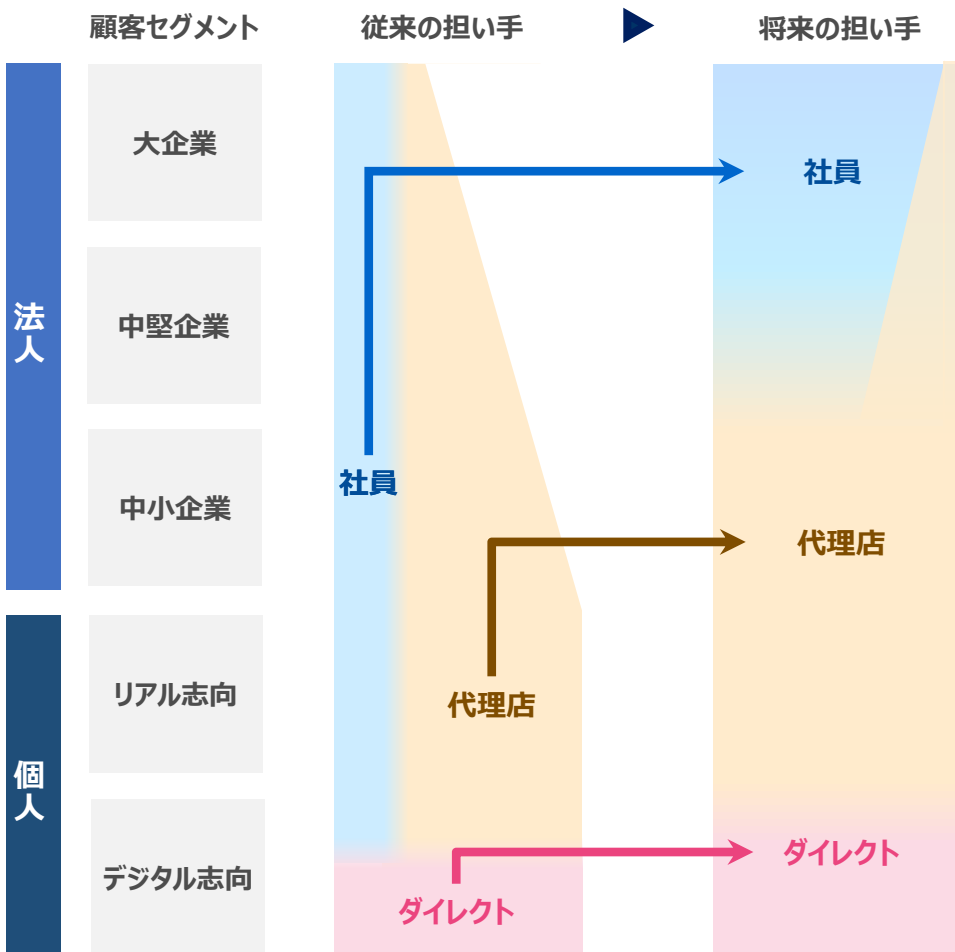 顧客セグメント
従来の担い手
将来の担い手
法人
大企業
中堅企業
中小企業
社員
社員
代理店
代理店
個人
リアル志向
デジタル志向
ダイレクト
ダイレクト